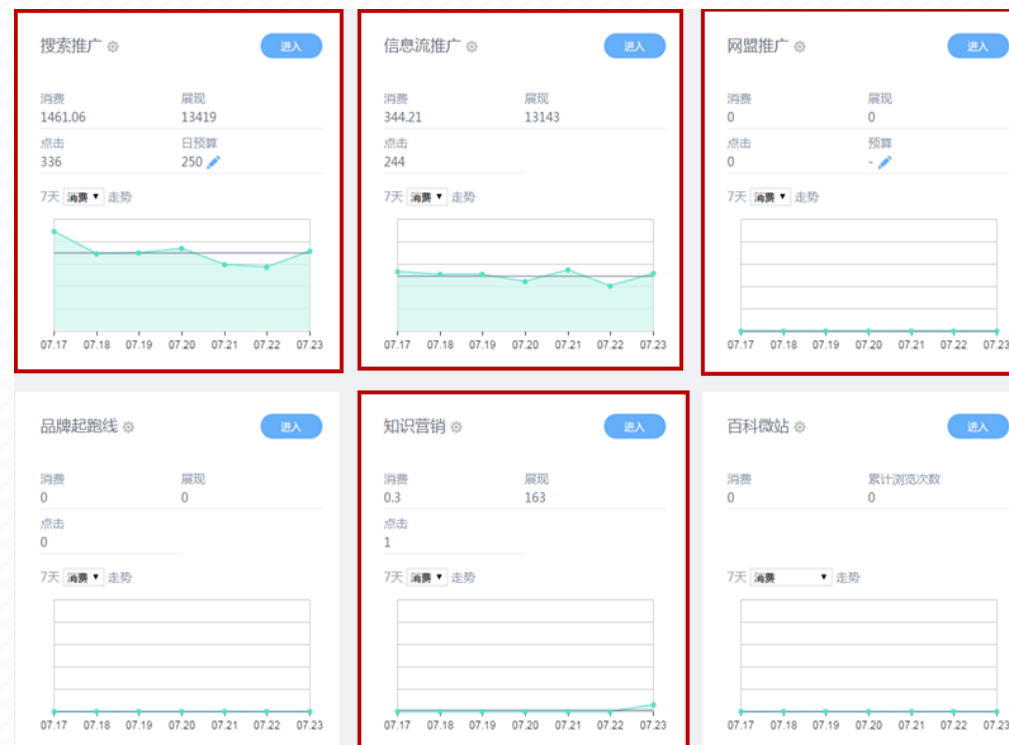 搜索推广 进入
消费 展现
1461.06 13419
点击 日预算
336 250
7天 消费 走势
07.17 07.18 07.19 07.20 07.21 07.22 07.23
信息流推广 进入
消费 展现
344.21 13143
点击
244
7天 消费 走势
07.17 07.18 07.19 07.20 07.21 07.22 07.23
网盟推广 进入
消费 展现
0 0
点击 预算
0 -
7天 消费 走势
07.17 07.18 07.19 07.20 07.21 07.22 07.23
品牌起跑线 进入
消费 展现
0 0
点击
0
7天 消费 走势
07.17 07.18 07.19 07.20 07.21 07.22 07.23
知识营销 进入
消费 展现
0.3 163
点击
1
7天 消费 走势
07.17 07.18 07.19 07.20 07.21 07.22 07.23
百科微站 进入
消费 累计浏览次数
0 0
7天 消费 走势
07.17 07.18 07.19 07.20 07.21 07.22 07.23